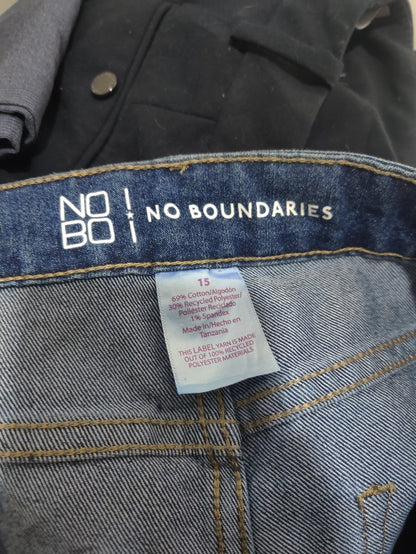 NO
BO
NO BOUNDARIES
15
69% Cotton/Algodón
30% Recycled Polyester/
Poliéster Reciclado
1% Spandex
Made in/Hecho en
Tanzania
THIS LABEL YARN IS MADE
OUT OF 100% RECYCLED
POLYESTER MATERIALS